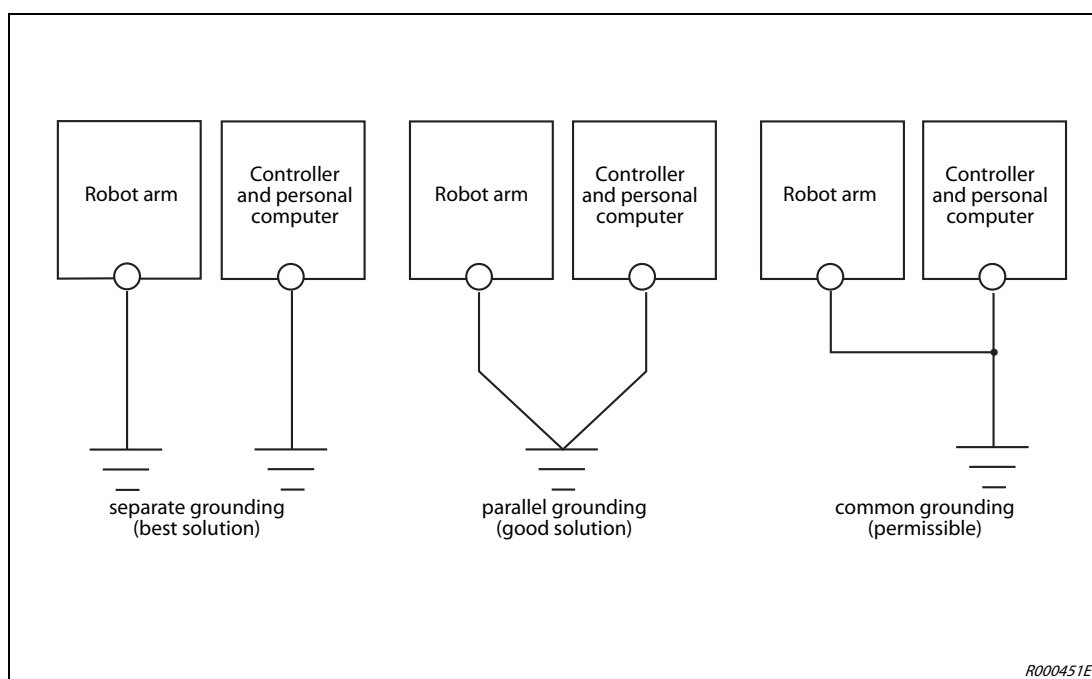 Robot arm
Controller
and personal
computer
Robot arm
Controller
and personal
computer
Robot arm
Controller
and personal
computer
separate grounding
(best solution)
parallel grounding
(good solution)
common grounding
(permissible)
R000451E